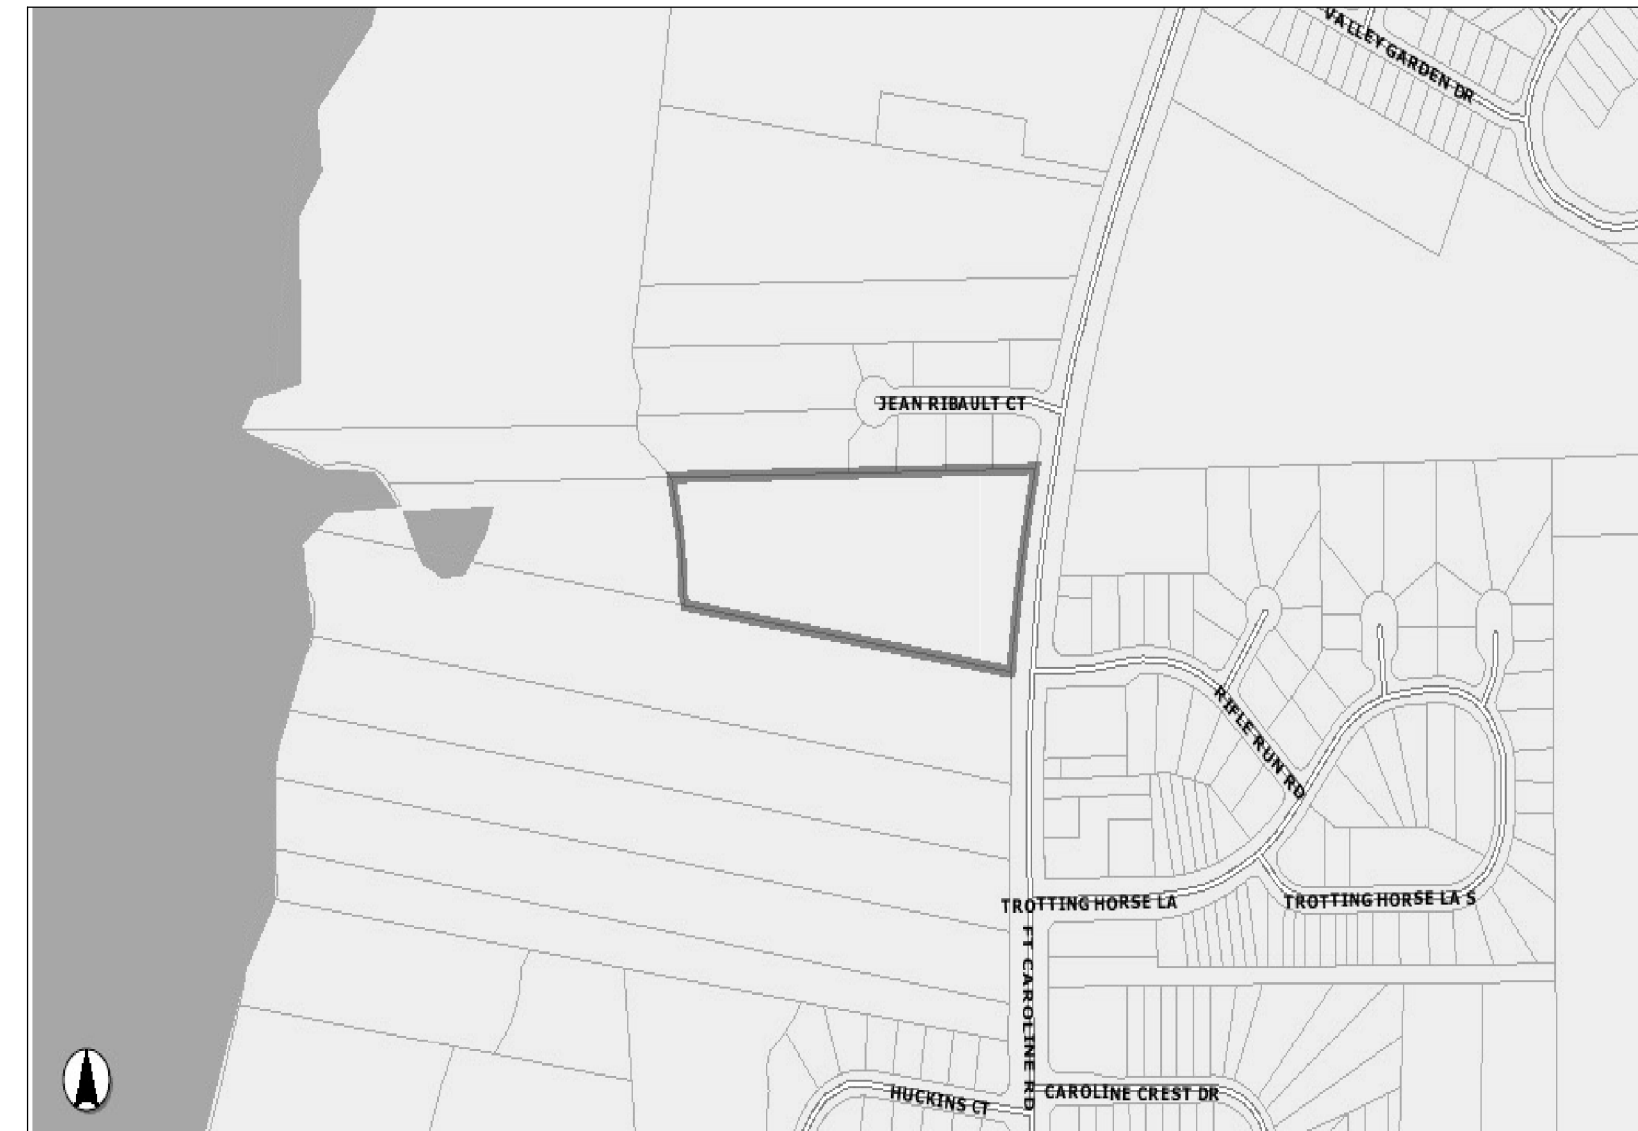 VALLEY GARDEN DR
JEAN RIBAULT CT
RIFLE RUN RD
TROTTING HORSE LA
TROTTING HORSE LA S
FT CAROLINE RD
HUCKINS CT
CAROLINE CREST DR